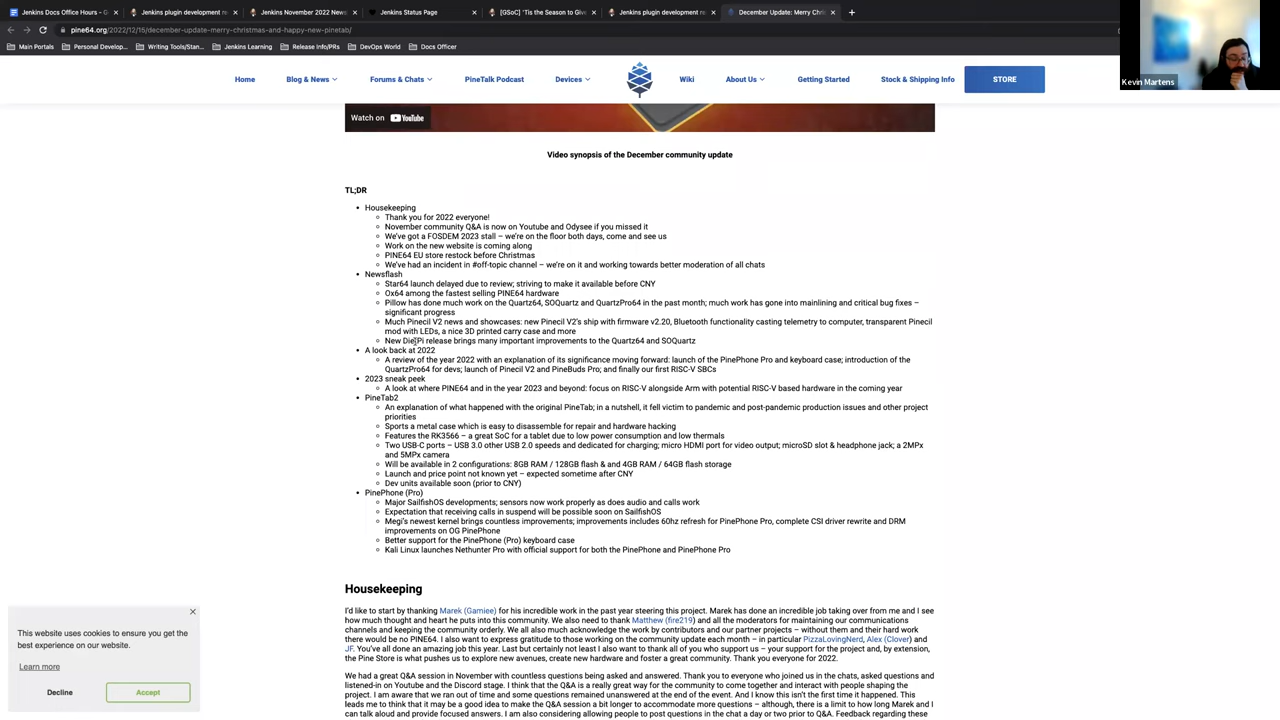 Jenkins Docs Office Hours - G
Jenkins plugin development re
Jenkins November 2022 News
Jenkins Status Page
[GSoC] 'Tis the Season to Give
Jenkins plugin development re
December Update: Merry Chri
pine64.org/2022/12/15/december-update-merry-christmas-and-happy-new-pinetab/
Main Portals
Personal Develop...
Writing Tools/Stan...
Jenkins Learning
Release Info/PRs
DevOps World
Docs Officer
Kevin Martens
Home
Blog & News
Forums & Chats
PineTalk Podcast
Devices
Wiki
About Us
Getting Started
Stock & Shipping Info
STORE
Watch on YouTube
Video synopsis of the December community update
TL;DR
Housekeeping
Thank you for 2022 everyone!
November community Q&A is now on Youtube and Odysee if you missed it
We've got a FOSDEM 2023 stall – we're on the floor both days, come and see us
Work on the new website is coming along
PINE64 EU store restock before Christmas
We've had an incident in #off-topic channel – we're on it and working towards better moderation of all chats
Newsflash
Star64 launch delayed due to review; striving to make it available before CNY
Ox64 among the fastest selling PINE64 hardware
Pillow has done much work on the Quartz64, SOQuartz and QuartzPro64 in the past month; much work has gone into mainlining and critical bug fixes –
significant progress
Much Pinecil V2 news and showcases: new Pinecil V2's ship with firmware v2.20, Bluetooth functionality casting telemetry to computer, transparent Pinecil
mod with LEDs, a nice 3D printed carry case and more
New DietPi release brings many important improvements to the Quartz64 and SOQuartz
A look back at 2022
A review of the year 2022 with an explanation of its significance moving forward: launch of the PinePhone Pro and keyboard case; introduction of the
QuartzPro64 for devs; launch of Pinecil V2 and PineBuds Pro; and finally our first RISC-V SBCs
2023 sneak peek
A look at where PINE64 and in the year 2023 and beyond: focus on RISC-V alongside Arm with potential RISC-V based hardware in the coming year
PineTab2
An explanation of what happened with the original PineTab; in a nutshell, it fell victim to pandemic and post-pandemic production issues and other project
priorities
Sports a metal case which is easy to disassemble for repair and hardware hacking
Features the RK3566 – a great SoC for a tablet due to low power consumption and low thermals
Two USB-C ports – USB 3.0 other USB 2.0 speeds and dedicated for charging; micro HDMI port for video output; microSD slot & headphone jack; a 2MPx
and 5MPx camera
Will be available in 2 configurations: 8GB RAM / 128GB flash & and 4GB RAM / 64GB flash storage
Launch and price point not known yet – expected sometime after CNY
Dev units available soon (prior to CNY)
PinePhone (Pro)
Major SailfishOS developments; sensors now work properly as does audio and calls work
Expectation that receiving calls in suspend will be possible soon on SailfishOS
Megi's newest kernel brings countless improvements; improvements includes 60hz refresh for PinePhone Pro, complete CSI driver rewrite and DRM
improvements on OG PinePhone
Better support for the PinePhone (Pro) keyboard case
Kali Linux launches Nethunter Pro with official support for both the PinePhone and PinePhone Pro
Housekeeping
I'd like to start by thanking Marek (Gamiee) for his incredible work in the past year steering this project. Marek has done an incredible job taking over from me and I see
how much thought and heart he puts into this community. We also need to thank Matthew (fire219) and all the moderators for maintaining our communications
channels and keeping the community orderly. We all also much acknowledge the work by contributors and our partner projects – without them and their hard work
there would be no PINE64. I also want to express gratitude to those working on the community update each month – in particular PizzaLovingNerd, Alex (Clover) and
JF. You've all done an amazing job this year. Last but certainly not least I also want to thank all of you who support us – your support for the project and, by extension,
the Pine Store is what pushes us to explore new avenues, create new hardware and foster a great community. Thank you everyone for 2022.
We had a great Q&A session in November with countless questions being asked and answered. Thank you to everyone who joined us in the chats, asked questions and
listened-in on Youtube and the Discord stage. I think that the Q&A is a really great way for the community to come together and interact with people shaping the
project. I am aware that we ran out of time and some questions remained unanswered at the end of the event. And I know this isn't the first time it happened. This
leads me to think that it may be a good idea to make the Q&A session a bit longer to accommodate more questions – although, there is a limit to how long Marek and I
can talk aloud and provide focused answers. I am also considering allowing people to post questions in the chat a day or two prior to Q&A. Feedback regarding these
This website uses cookies to ensure you get the
best experience on our website.
Learn more
Decline
Accept